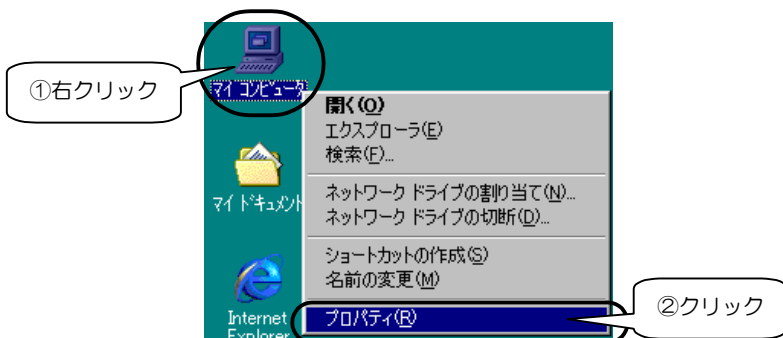 ①右クリック
マイ コンピュータ
開く(O)
エクスプローラ(E)
検索(F)...
マイ ドキュメント
ネットワーク ドライブの割り当て(N)...
ネットワーク ドライブの切断(D)...
ショートカットの作成(S)
名前の変更(M)
プロパティ(R)
②クリック
Internet
Explorer